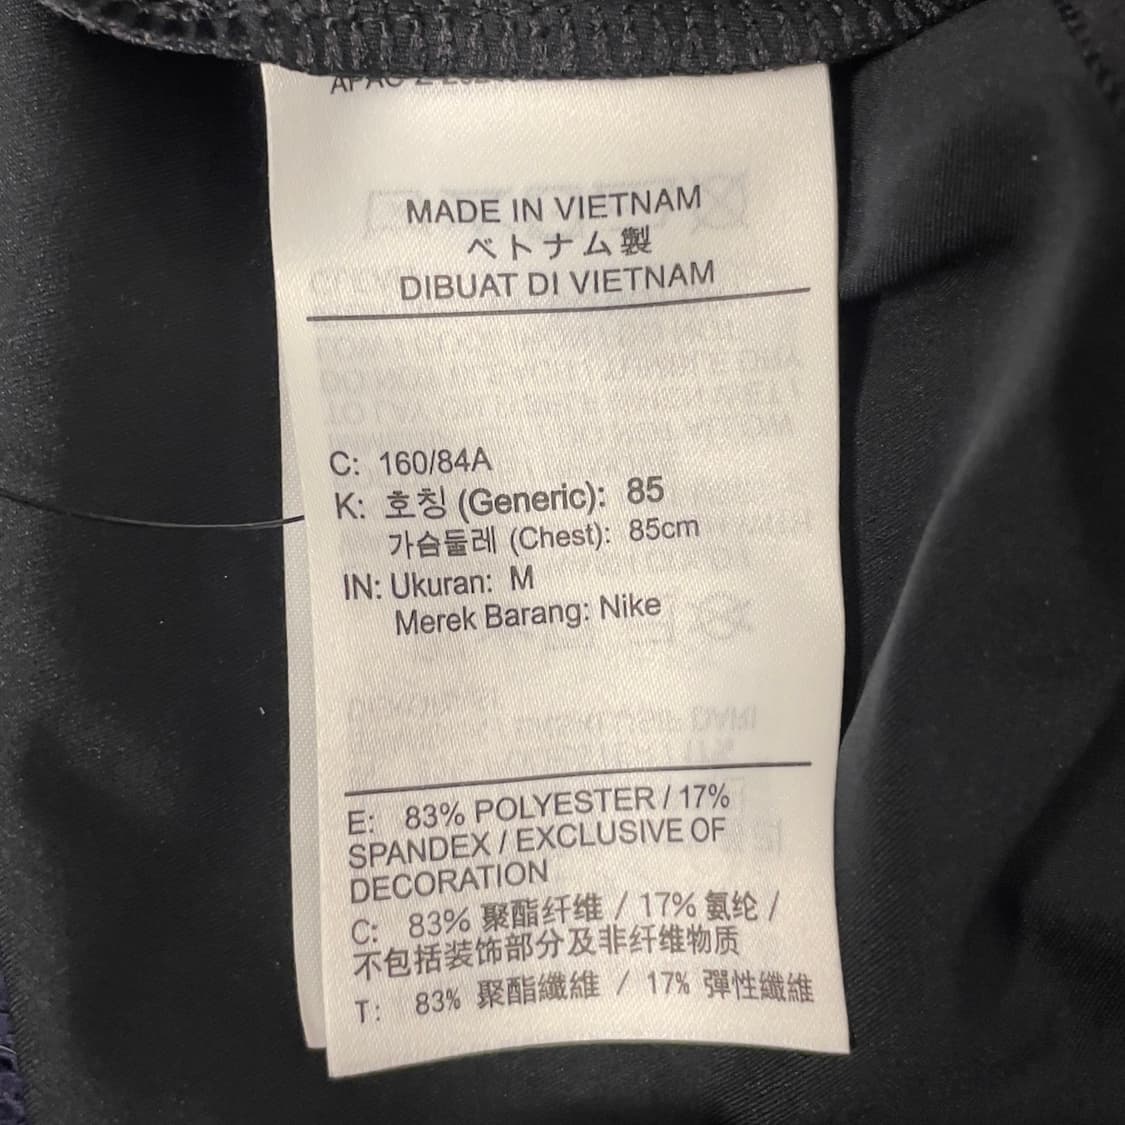 MADE IN VIETNAM
ベトナム製
DIBUAT DI VIETNAM
C: 160/84A
K: 호칭 (Generic): 85
가슴둘레 (Chest): 85cm
IN: Ukuran: M
Merek Barang: Nike
E: 83% POLYESTER / 17%
SPANDEX / EXCLUSIVE OF
DECORATION
C: 83% 聚酯纤维 / 17% 氨纶 /
不包括装饰部分及非纤维物质
T: 83% 聚酯纖維 / 17% 彈性纖維